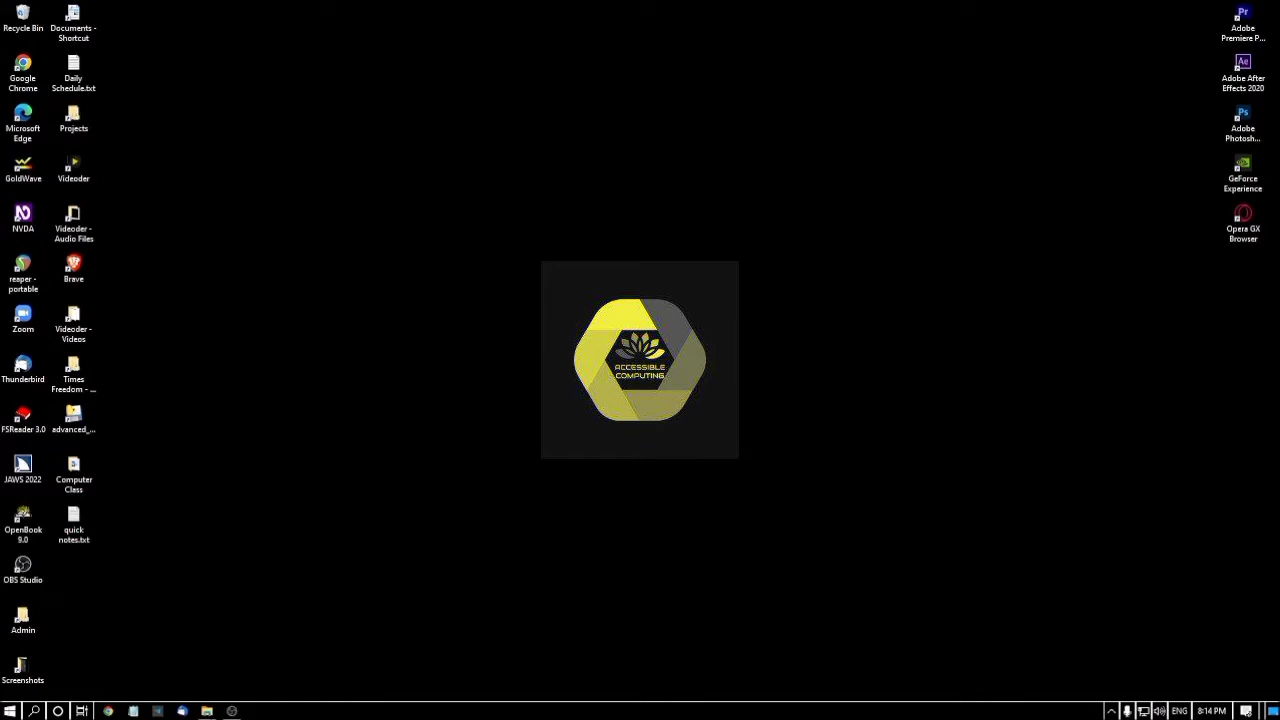 Recycle Bin
Documents -
Shortcut
Google
Chrome
Daily
Schedule.txt
Microsoft
Edge
Projects
GoldWave
Videoder
NVDA
Videoder -
Audio Files
reaper -
portable
Brave
Zoom
Videoder -
Videos
Thunderbird
Times
Freedom - ...
FSReader 3.0
advanced_...
JAWS 2022
Computer
Class
OpenBook
9.0
quick
notes.txt
OBS Studio
Admin
Screenshots
ACCESSIBLE
COMPUTING
Pr
Adobe
Premiere P...
Ae
Adobe After
Effects 2020
Ps
Adobe
Photosh...
GeForce
Experience
Opera GX
Browser
ENG
8:14 PM